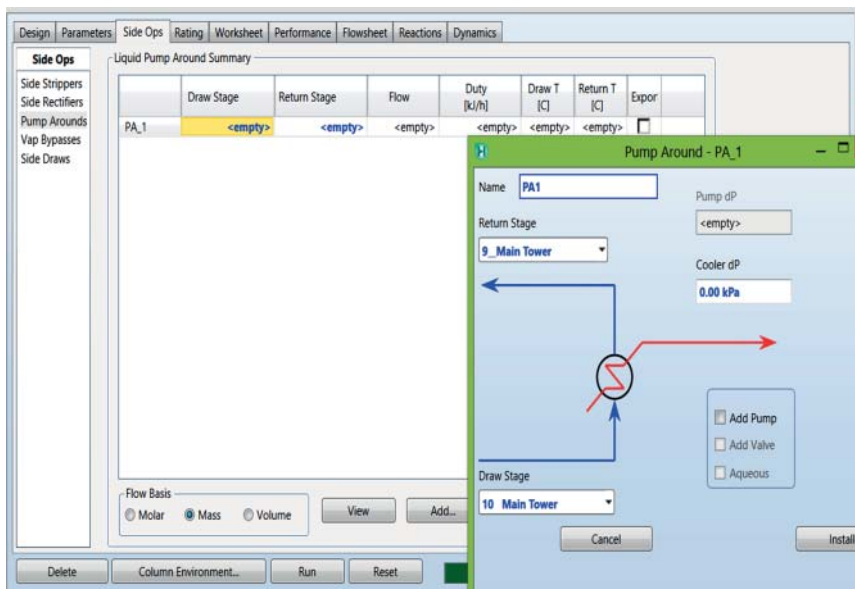 Design Parameters Side Ops Rating Worksheet Performance Flowsheet Reactions Dynamics
Side Ops
Side Strippers
Side Rectifiers
Pump Arounds
Vap Bypasses
Side Draws
Liquid Pump Around Summary
Draw Stage Return Stage Flow Duty [kJ/h] Draw T [C] Return T [C] Expor
PA_1 <empty> <empty> <empty> <empty> <empty> <empty>
Flow Basis
Molar Mass Volume
View Add...
Delete Column Environment... Run Reset
Pump Around - PA_1
Name PA1
Pump dP
<empty>
Return Stage
9_Main Tower
Cooler dP
0.00 kPa
Add Pump
Add Valve
Aqueous
Draw Stage
10 Main Tower
Cancel Install